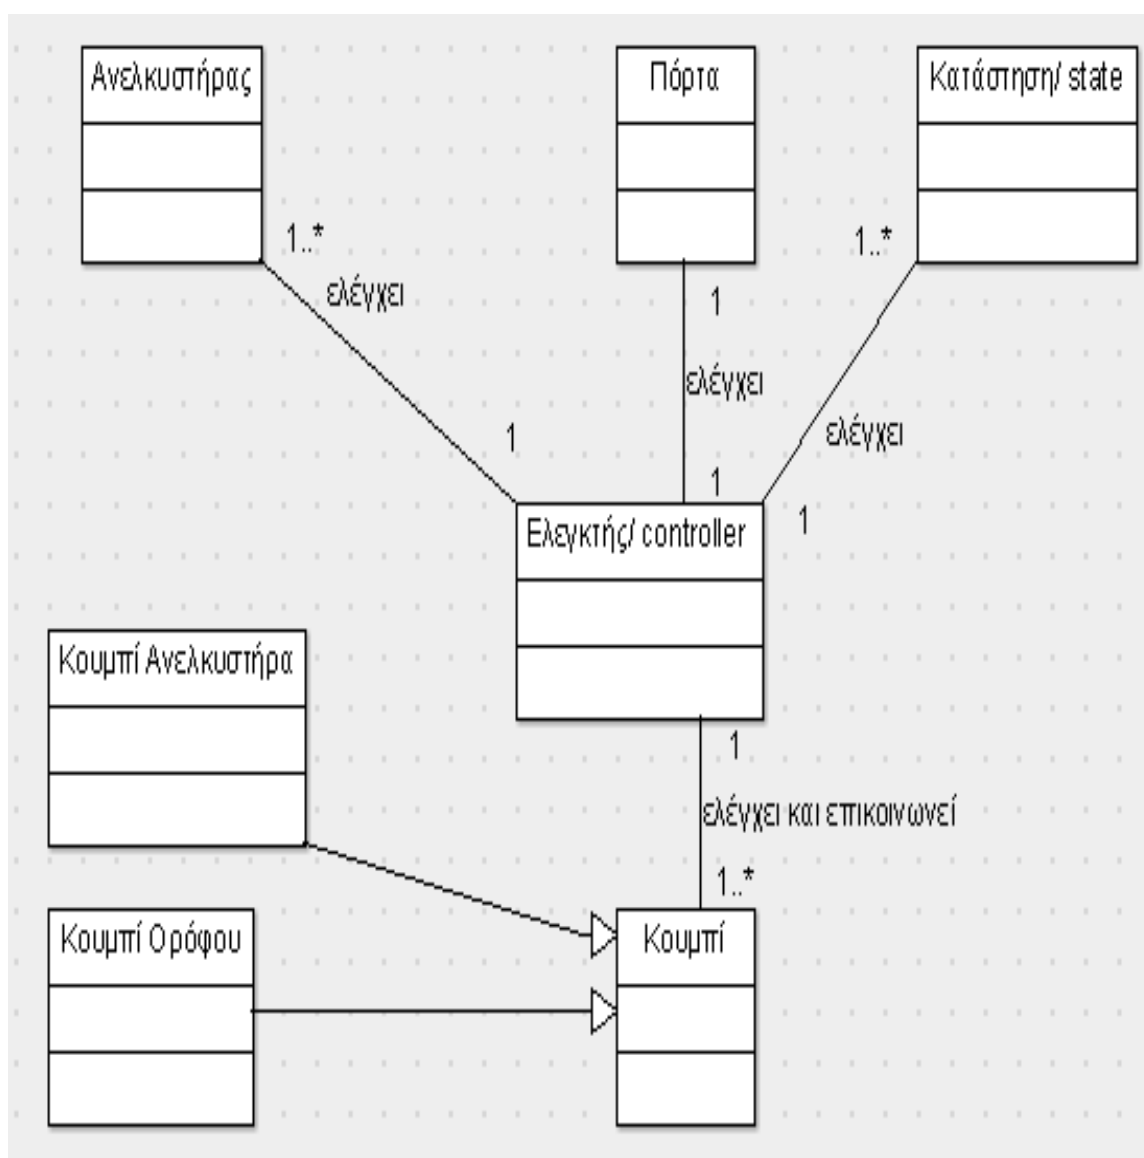 Ανελκυστήρας
Πόρτα
Κατάστηση/ state
1..*
1..*
ελέγχει
1
ελέγχει
ελέγχει
1
1
1
Ελεγκτής/ controller
Κουμπί Ανελκυστήρα
1
ελέγχει και επικοινωνεί
1..*
Κουμπί Ορόφου
Κουμπί